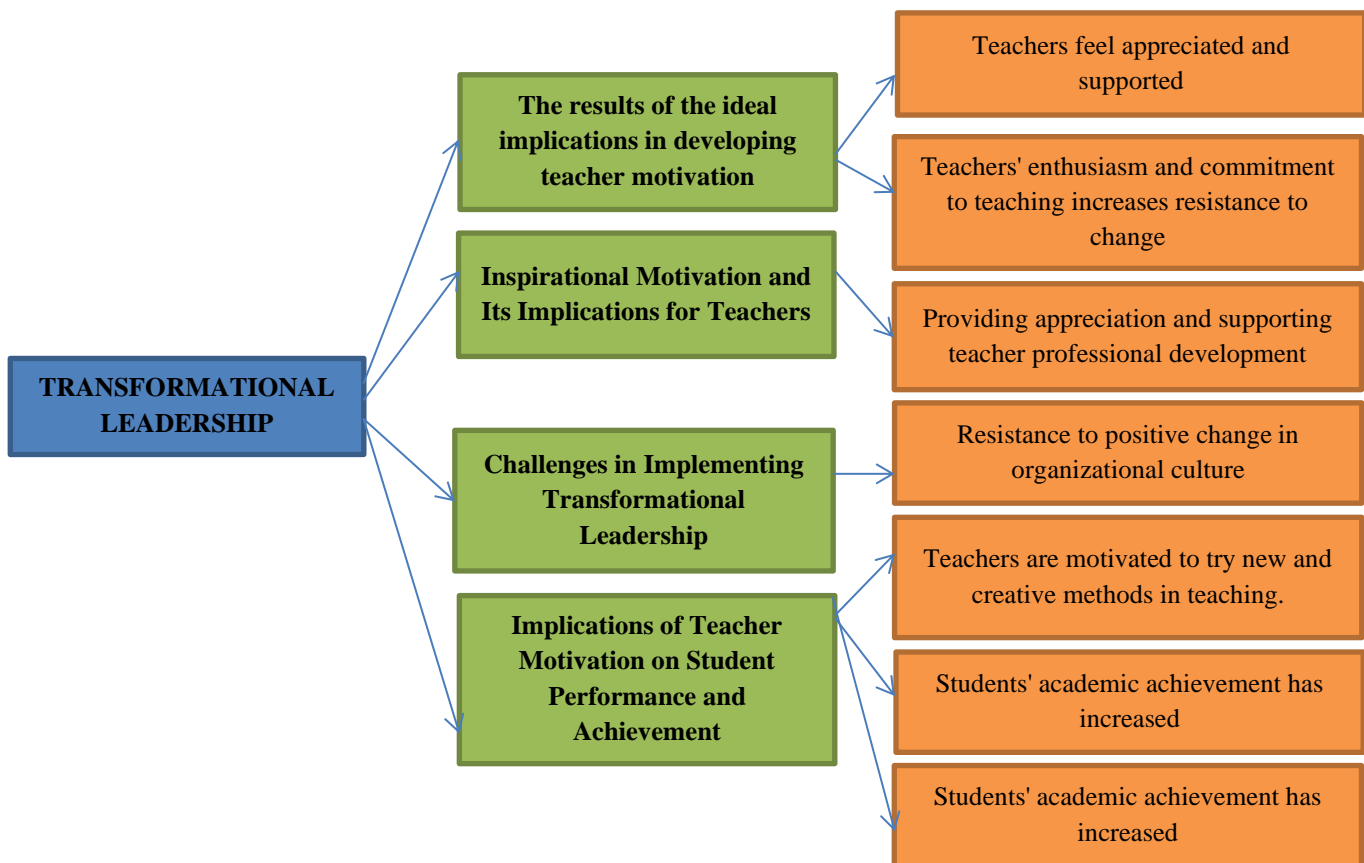 TRANSFORMATIONAL
LEADERSHIP
The results of the ideal
implications in developing
teacher motivation
Inspirational Motivation and
Its Implications for Teachers
Challenges in Implementing
Transformational
Leadership
Implications of Teacher
Motivation on Student
Performance and
Achievement
Teachers feel appreciated and
supported
Teachers' enthusiasm and commitment
to teaching increases resistance to
change
Providing appreciation and supporting
teacher professional development
Resistance to positive change in
organizational culture
Teachers are motivated to try new and
creative methods in teaching.
Students' academic achievement has
increased
Students' academic achievement has
increased